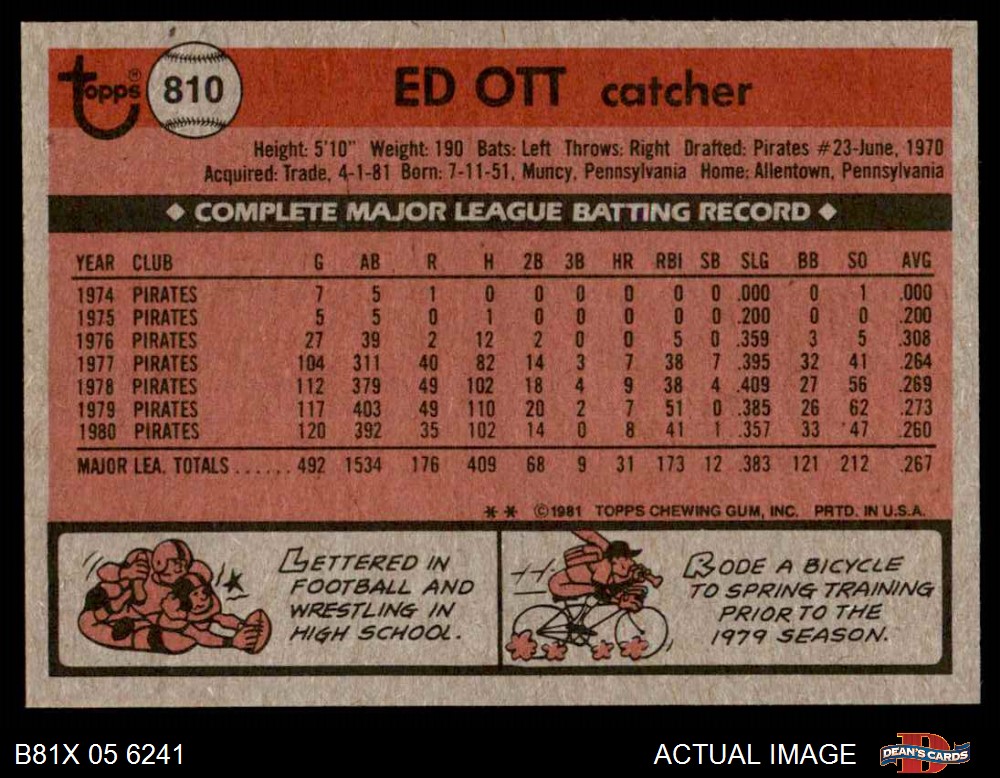 Topps® 810 ED OTT catcher
Height: 5'10" Weight: 190 Bats: Left Throws: Right Drafted: Pirates #23-June, 1970
Acquired: Trade, 4-1-81 Born: 7-11-51, Muncy, Pennsylvania Home: Allentown, Pennsylvania
◆ COMPLETE MAJOR LEAGUE BATTING RECORD ◆
YEAR CLUB G AB R H 2B 3B HR RBI SB SLG BB SO AVG
1974 PIRATES 7 5 1 0 0 0 0 0 0 .000 0 1 .000
1975 PIRATES 5 5 0 1 0 0 0 0 0 .200 0 0 .200
1976 PIRATES 27 39 2 12 2 0 0 5 0 .359 3 5 .308
1977 PIRATES 104 311 40 82 14 3 7 38 7 .395 32 41 .264
1978 PIRATES 112 379 49 102 18 4 9 38 4 .409 27 56 .269
1979 PIRATES 117 403 49 110 20 2 7 51 0 .385 26 62 .273
1980 PIRATES 120 392 35 102 14 0 8 41 1 .357 33 47 .260
MAJOR LEA. TOTALS...... 492 1534 176 409 68 9 31 173 12 .383 121 212 .267
** ©1981 TOPPS CHEWING GUM, INC. PRTD. IN U.S.A.
LETTERED IN
FOOTBALL AND
WRESTLING IN
HIGH SCHOOL.
RODE A BICYCLE
TO SPRING TRAINING
PRIOR TO THE
1979 SEASON.
B81X 05 6241 ACTUAL IMAGE D DEAN'S CARDS